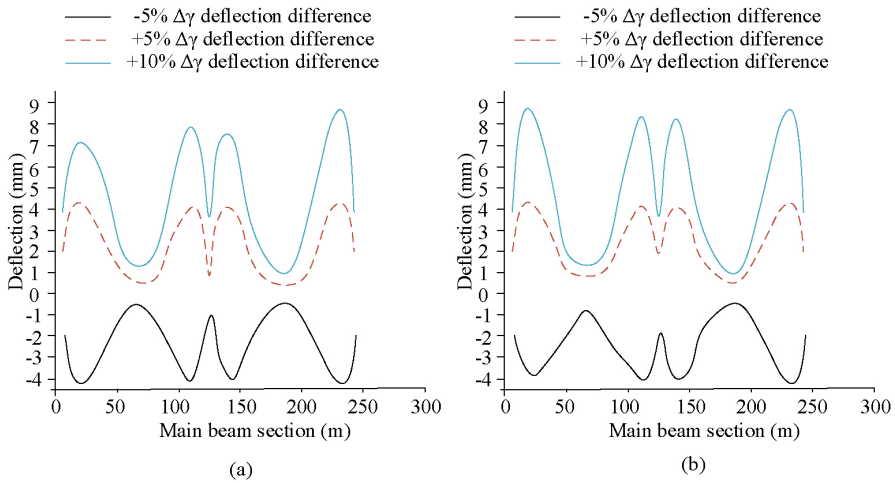 -5% Δγ deflection difference
+5% Δγ deflection difference
+10% Δγ deflection difference
Deflection (mm)
9
8
7
6
5
4
3
2
1
0
-1
-2
-3
-4
0 50 100 150 200 250 300
Main beam section (m)
(a)
-5% Δγ deflection difference
+5% Δγ deflection difference
+10% Δγ deflection difference
Deflection (mm)
9
8
7
6
5
4
3
2
1
0
-1
-2
-3
-4
0 50 100 150 200 250 300
Main beam section (m)
(b)